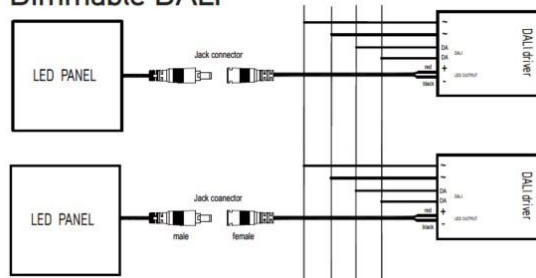 Dimmable DALI
LED PANEL
Jack connector
~
~
DA
DA
DALI
red
+
LED OUTPUT
black
-
DALI driver
LED PANEL
Jack coanector
male
female
~
~
DA
DA
DALI
red
+
LED OUTPUT
black
-
DALI driver